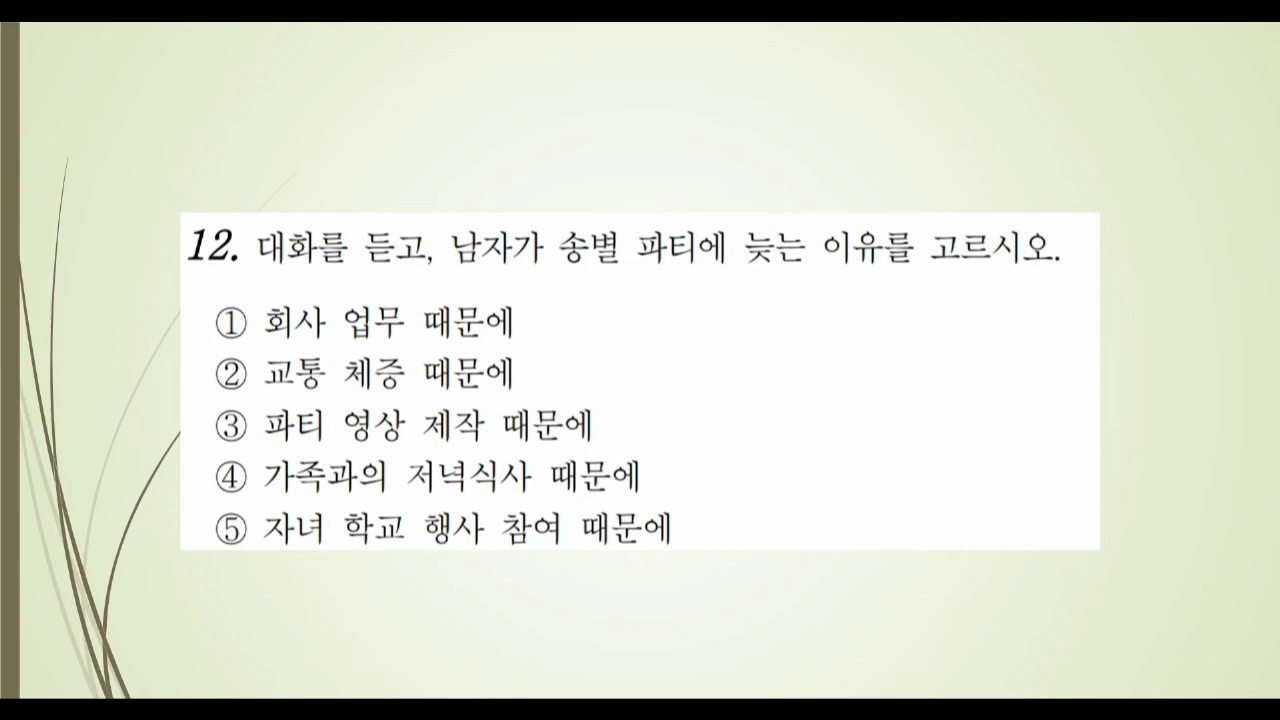 12. 대화를 듣고, 남자가 송별 파티에 늦는 이유를 고르시오.
① 회사 업무 때문에
② 교통 체증 때문에
③ 파티 영상 제작 때문에
④ 가족과의 저녁식사 때문에
⑤ 자녀 학교 행사 참여 때문에